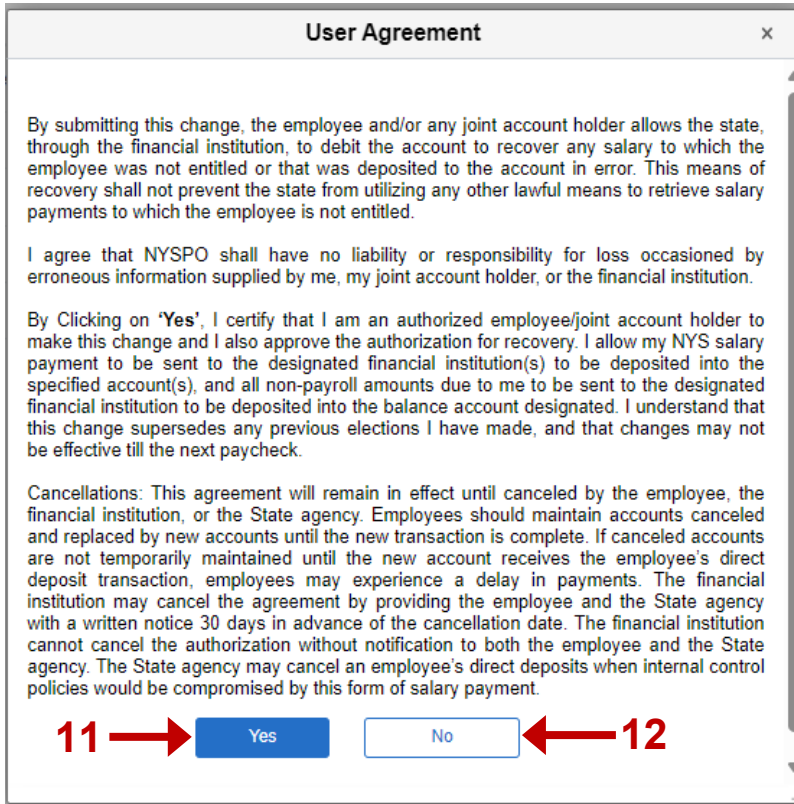 User Agreement ×
By submitting this change, the employee and/or any joint account holder allows the state,
through the financial institution, to debit the account to recover any salary to which the
employee was not entitled or that was deposited to the account in error. This means of
recovery shall not prevent the state from utilizing any other lawful means to retrieve salary
payments to which the employee is not entitled.
I agree that NYSPO shall have no liability or responsibility for loss occasioned by
erroneous information supplied by me, my joint account holder, or the financial institution.
By Clicking on ‘Yes’, I certify that I am an authorized employee/joint account holder to
make this change and I also approve the authorization for recovery. I allow my NYS salary
payment to be sent to the designated financial institution(s) to be deposited into the
specified account(s), and all non-payroll amounts due to me to be sent to the designated
financial institution to be deposited into the balance account designated. I understand that
this change supersedes any previous elections I have made, and that changes may not
be effective till the next paycheck.
Cancellations: This agreement will remain in effect until canceled by the employee, the
financial institution, or the State agency. Employees should maintain accounts canceled
and replaced by new accounts until the new transaction is complete. If canceled accounts
are not temporarily maintained until the new account receives the employee’s direct
deposit transaction, employees may experience a delay in payments. The financial
institution may cancel the agreement by providing the employee and the State agency
with a written notice 30 days in advance of the cancellation date. The financial institution
cannot cancel the authorization without notification to both the employee and the State
agency. The State agency may cancel an employee’s direct deposits when internal control
policies would be compromised by this form of salary payment.
11 Yes No 12